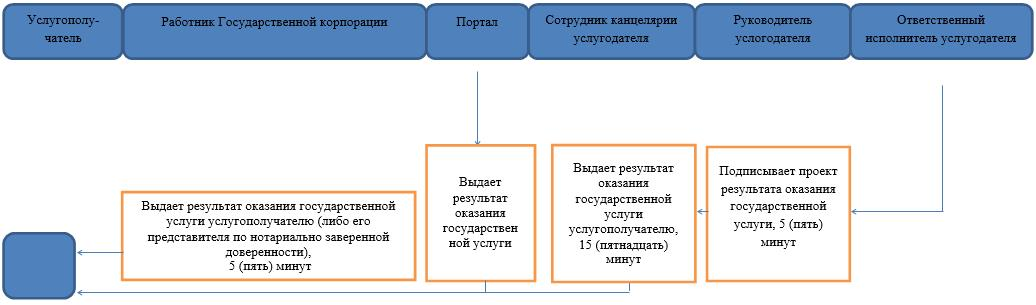 Услугополу-
чатель
Работник Государственной корпорации
Портал
Сотрудник канцелярии
услугодателя
Руководитель
услогодателя
Ответственный
исполнитель услугодателя
Выдает результат оказания государственной
услуги услугополучателю (либо его
представителя по нотариально заверенной
доверенности),
5 (пять) минут
Выдает
результат
оказания
государствен
ной услуги
Выдает результат
оказания
государственной
услуги
услугополучателю,
15 (пятнадцать)
минут
Подписывает проект
результата оказания
государственной
услуги, 5 (пять)
минут